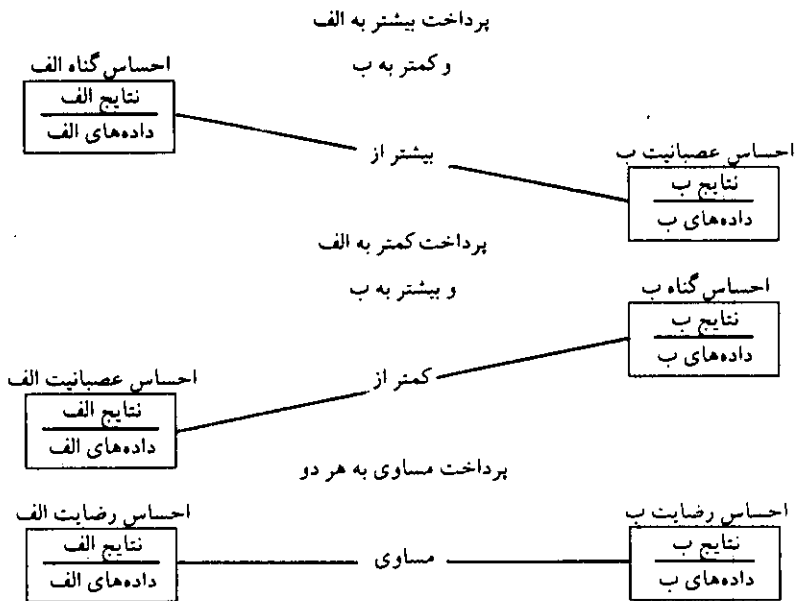 پرداخت بیشتر به الف
و کمتر به ب
احساس گناه الف
نتایج الف
داده‌های الف
بیشتر از
احساس عصبانیت ب
نتایج ب
داده‌های ب
پرداخت کمتر به الف
و بیشتر به ب
احساس گناه ب
نتایج ب
داده‌های ب
کمتر از
احساس عصبانیت الف
نتایج الف
داده‌های الف
پرداخت مساوی به هر دو
احساس رضایت ب
نتایج ب
داده‌های ب
مساوی
احساس رضایت الف
نتایج الف
داده‌های الف